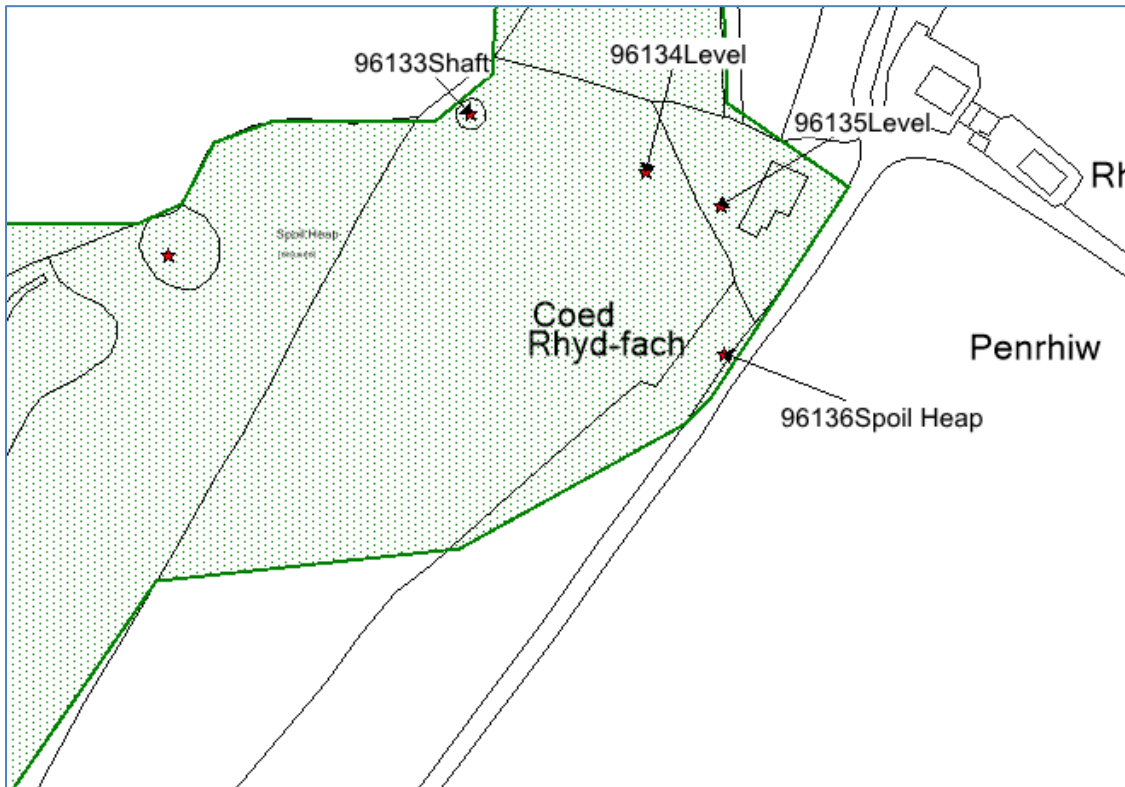 96133Shaft
96134Level
96135Level
Rh
Spoil Heap
Coed
Rhyd-fach
Penrhiw
96136Spoil Heap